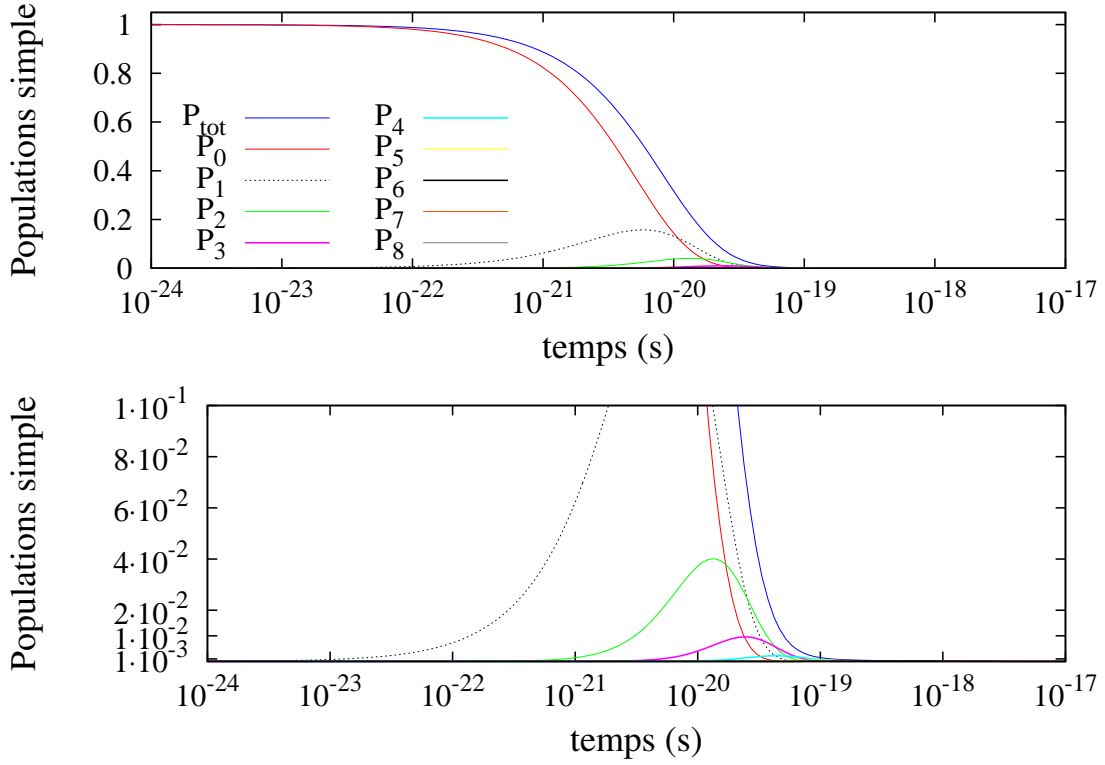 Populations simple
1
0.8
0.6
0.4
0.2
0
P_tot
P_0
P_1
P_2
P_3
P_4
P_5
P_6
P_7
P_8
10^-24 10^-23 10^-22 10^-21 10^-20 10^-19 10^-18 10^-17
temps (s)
Populations simple
1·10^-1
8·10^-2
6·10^-2
4·10^-2
2·10^-2
1·10^-2
1·10^-3
10^-24 10^-23 10^-22 10^-21 10^-20 10^-19 10^-18 10^-17
temps (s)